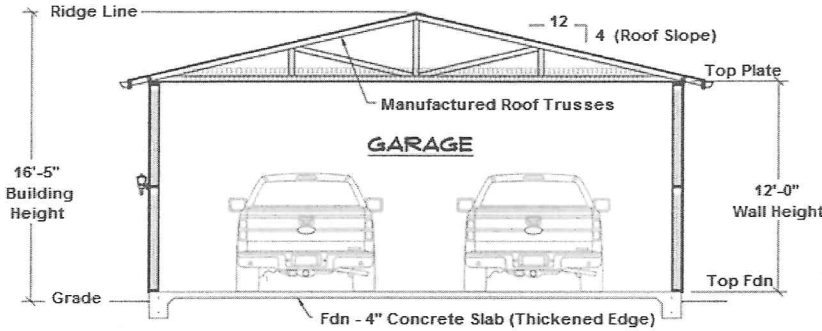 Ridge Line
12
4 (Roof Slope)
Top Plate
Manufactured Roof Trusses
GARAGE
16'-5"
Building
Height
12'-0"
Wall Height
Top Fdn
Grade
Fdn - 4" Concrete Slab (Thickened Edge)